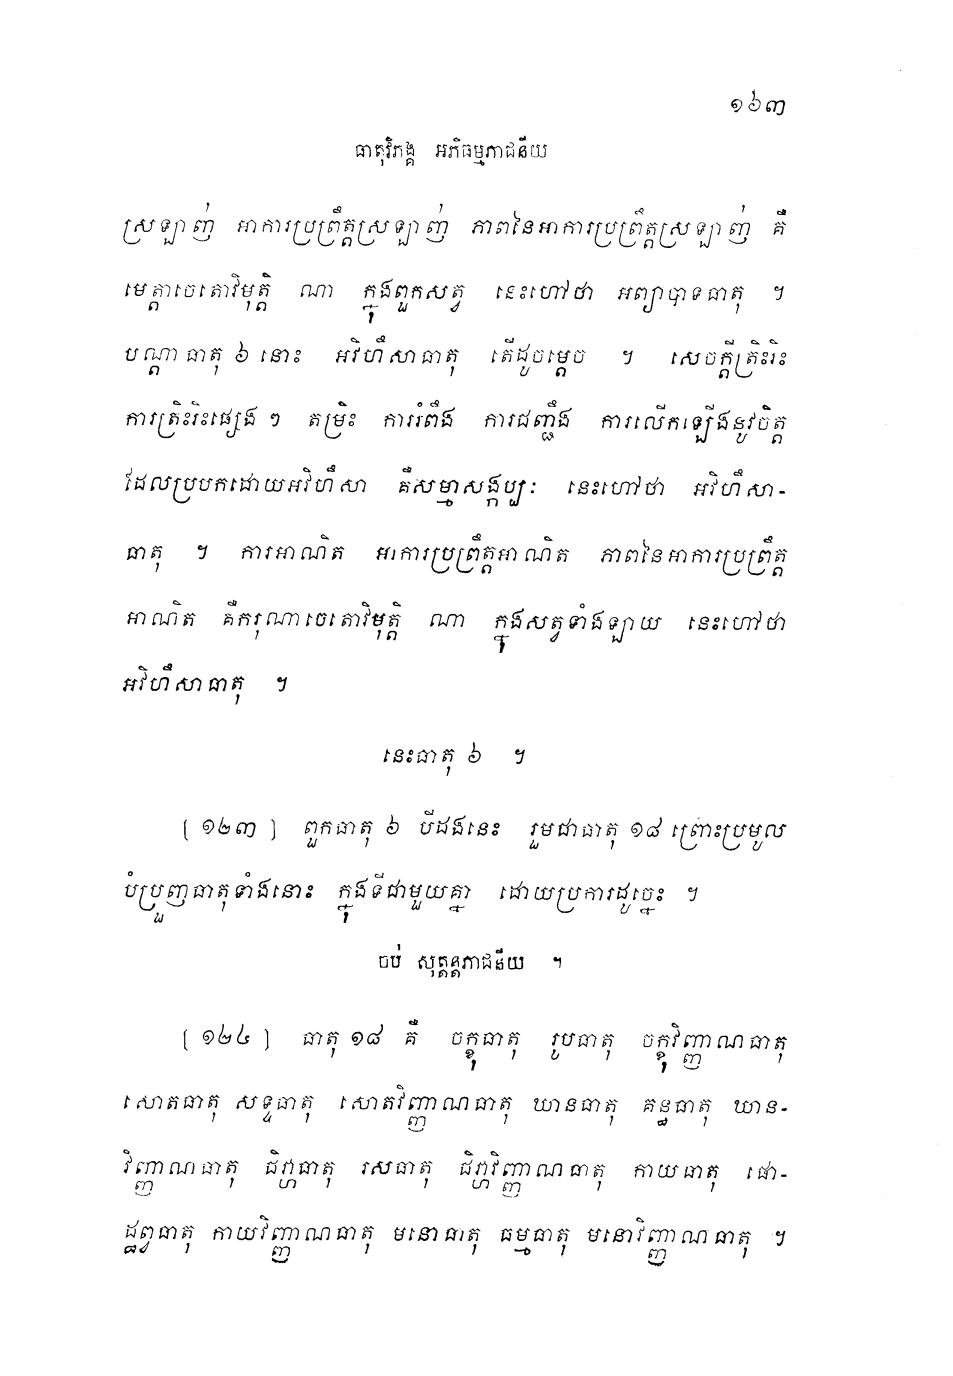 ១៦៣
ធាតុវិភង្គ អភិធម្មភាជនីយ
ស្រឡាញ់ អាការប្រព្រឹត្តស្រឡាញ់ ភាពនៃអាការប្រព្រឹត្តស្រឡាញ់ គឺ
មេត្តាចេតោវិមុត្តិ ណា ក្នុងពួកសត្វ នេះហៅថា អព្យាបាទធាតុ ។
បណ្តាធាតុ ៦ នោះ អវិហឹសាធាតុ តើដូចម្តេច ។ សេចក្តីត្រិះរិះ
ការត្រិះរិះផ្សេង ៗ តម្រិះ ការរំពឹង ការជញ្ជឹង ការលើកឡើងនូវចិត្ត
ដែលប្របកដោយអវិហឹសា គឺសម្មាសង្កប្បៈ នេះហៅថា អវិហឹសា-
ធាតុ ។ ការអាណិត អាការប្រព្រឹត្តអាណិត ភាពនៃអាការប្រព្រឹត្ត
អាណិត គឺករុណាចេតោវិមុត្តិ ណា ក្នុងសត្វទាំងឡាយ នេះហៅថា
អវិហឹសាធាតុ ។
នេះធាតុ ៦ ។
[ ១២៣ ] ពួកធាតុ ៦ បីដងនេះ រួមជាធាតុ ១៨ ព្រោះប្រមូល
បំប្រួញធាតុទាំងនោះ ក្នុងទីជាមួយគ្នា ដោយប្រការដូច្នេះ ។
ចប់ សុត្តន្តភាជនីយ ។
[ ១២៤ ] ធាតុ ១៨ គឺ ចក្ខុធាតុ រូបធាតុ ចក្ខុវិញ្ញាណធាតុ
សោតធាតុ សទ្ទធាតុ សោតវិញ្ញាណធាតុ ឃានធាតុ គន្ធធាតុ ឃាន-
វិញ្ញាណធាតុ ជិវ្ហាធាតុ រសធាតុ ជិវ្ហាវិញ្ញាណធាតុ កាយធាតុ ផោ-
ដ្ឋព្វធាតុ កាយវិញ្ញាណធាតុ មនោធាតុ ធម្មធាតុ មនោវិញ្ញាណធាតុ ។